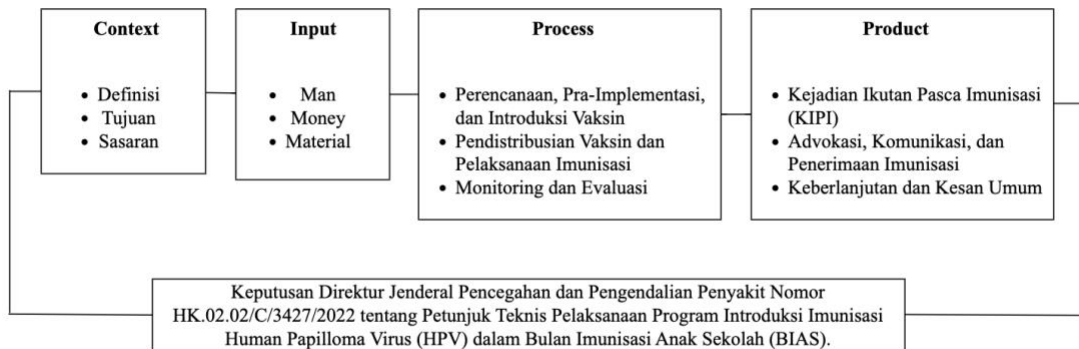 Context
• Definisi
• Tujuan
• Sasaran
Input
• Man
• Money
• Material
Process
• Perencanaan, Pra-Implementasi,
dan Introduksi Vaksin
• Pendistribusian Vaksin dan
Pelaksanaan Imunisasi
• Monitoring dan Evaluasi
Product
• Kejadian Ikutan Pasca Imunisasi
(KIPI)
• Advokasi, Komunikasi, dan
Penerimaan Imunisasi
• Keberlanjutan dan Kesan Umum
Keputusan Direktur Jenderal Pencegahan dan Pengendalian Penyakit Nomor
HK.02.02/C/3427/2022 tentang Petunjuk Teknis Pelaksanaan Program Introduksi Imunisasi
Human Papilloma Virus (HPV) dalam Bulan Imunisasi Anak Sekolah (BIAS).